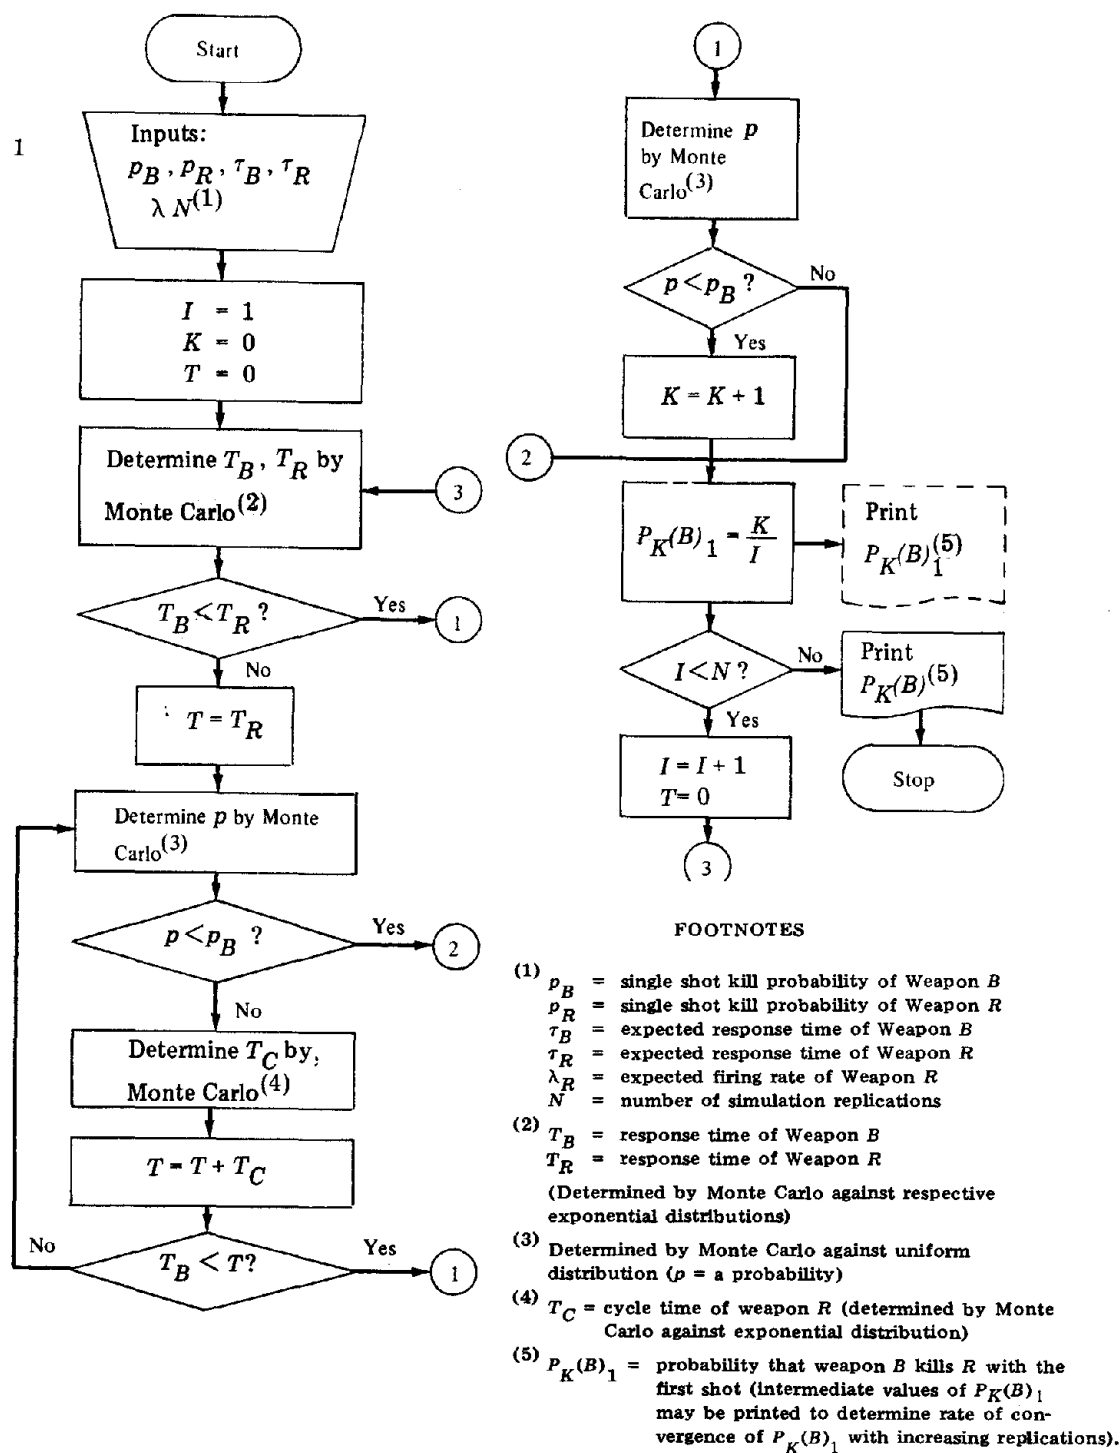 Start
1
Inputs:
p_B, p_R, τ_B, τ_R
λ N(1)
I = 1
K = 0
T = 0
Determine T_B, T_R by
Monte Carlo(2)
3
T_B < T_R?
Yes
1
No
T = T_R
Determine p by Monte
Carlo(3)
p < p_B ?
Yes
2
No
Determine T_C by,
Monte Carlo(4)
T = T + T_C
No
T_B < T?
Yes
1
1
Determine p
by Monte
Carlo(3)
p < p_B ?
No
Yes
K = K + 1
2
P_K(B)_1 = K/I
Print
P_K(B)_1(5)
I < N ?
No
Print
P_K(B)(5)
Yes
I = I + 1
T = 0
Stop
3
FOOTNOTES
(1) p_B = single shot kill probability of Weapon B
p_R = single shot kill probability of Weapon R
τ_B = expected response time of Weapon B
τ_R = expected response time of Weapon R
λ_R = expected firing rate of Weapon R
N = number of simulation replications
(2) T_B = response time of Weapon B
T_R = response time of Weapon R
(Determined by Monte Carlo against respective
exponential distributions)
(3) Determined by Monte Carlo against uniform
distribution (p = a probability)
(4) T_C = cycle time of weapon R (determined by Monte
Carlo against exponential distribution)
(5) P_K(B)_1 = probability that weapon B kills R with the
first shot (intermediate values of P_K(B)_1
may be printed to determine rate of con-
vergence of P_K(B)_1 with increasing replications).